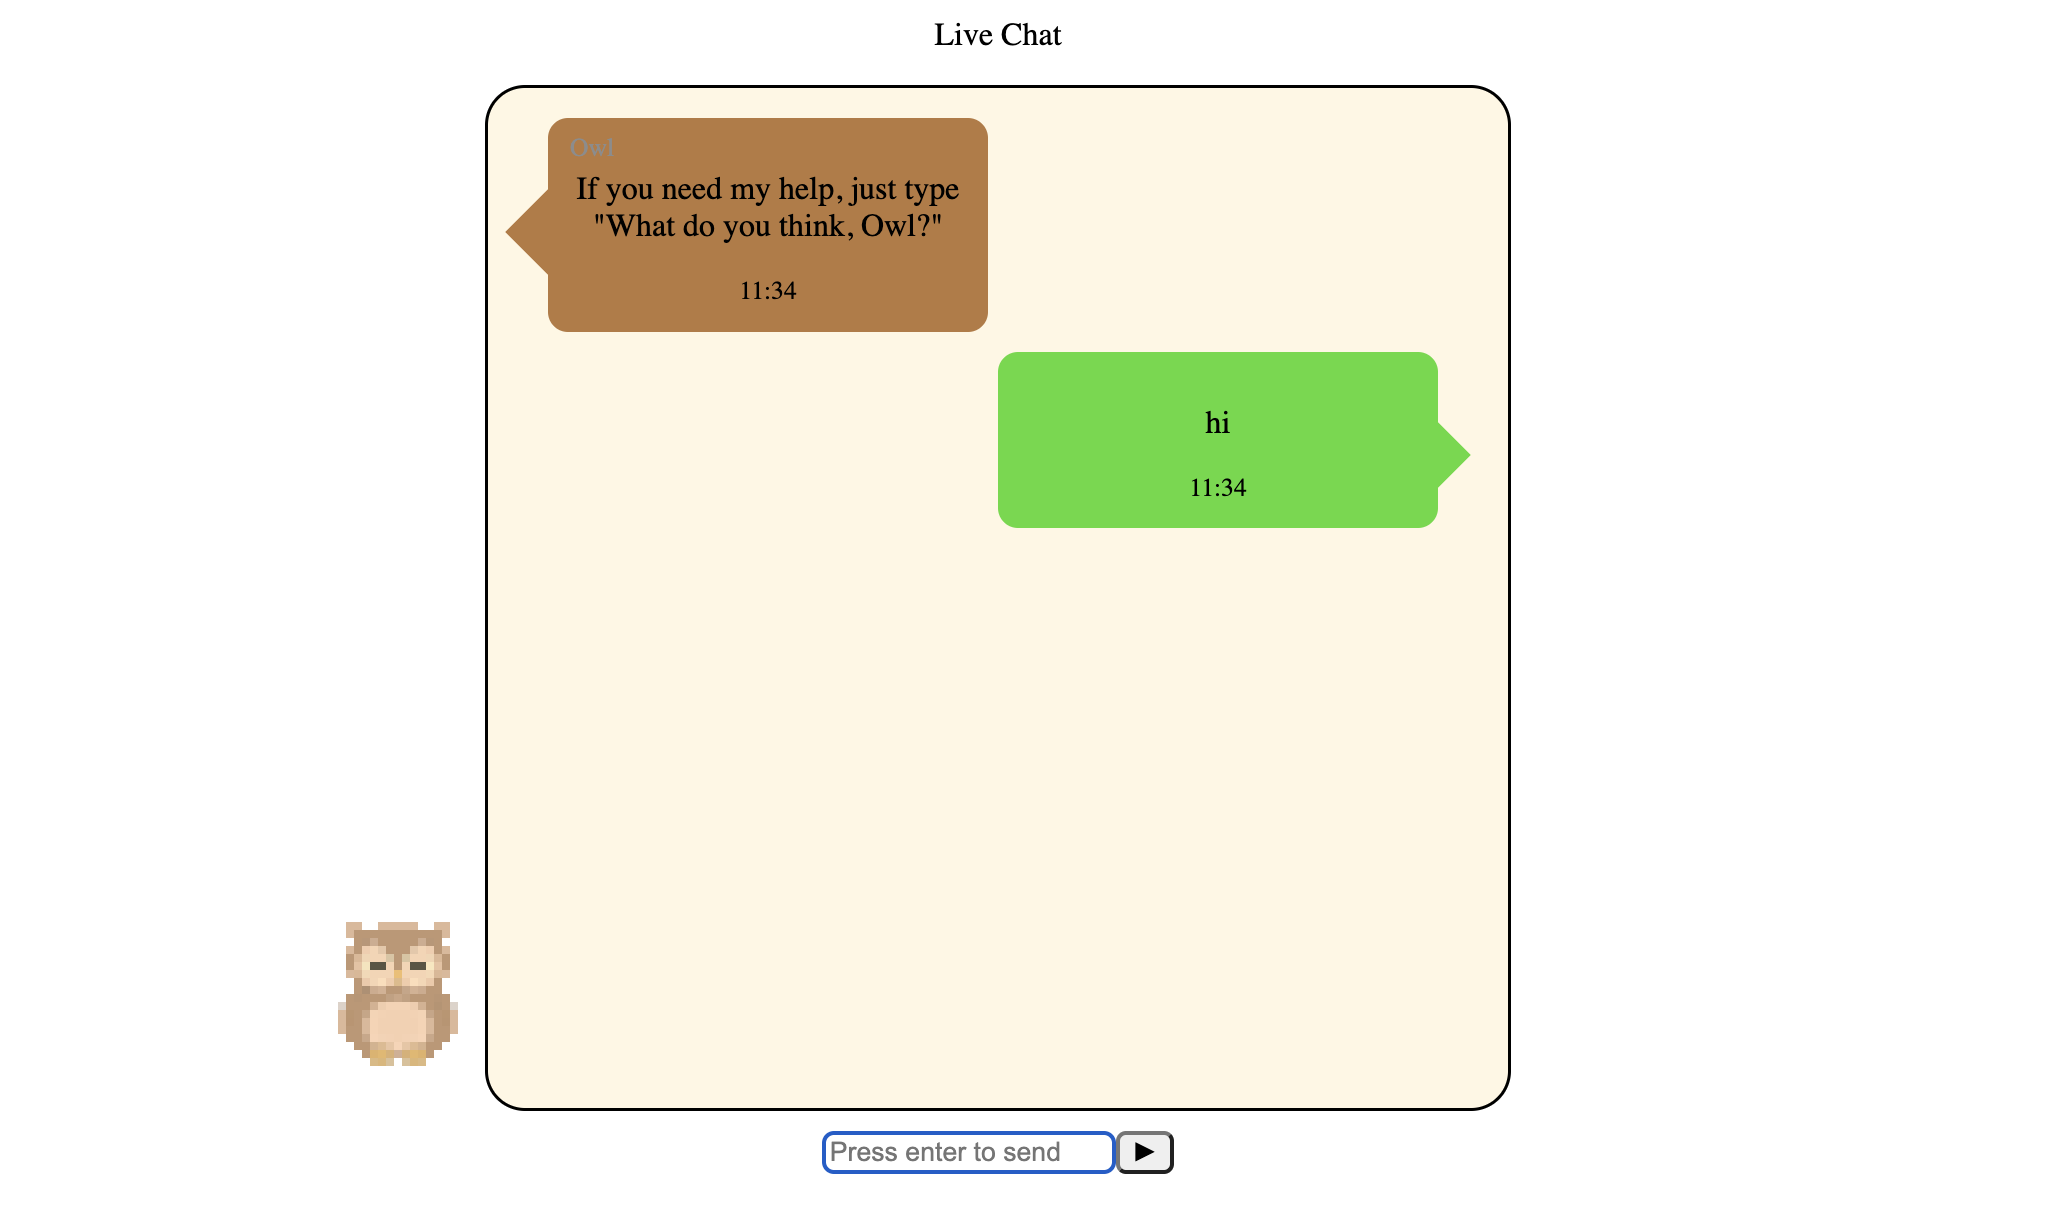 Live Chat
Owl
If you need my help, just type
"What do you think, Owl?"
11:34
hi
11:34
Press enter to send